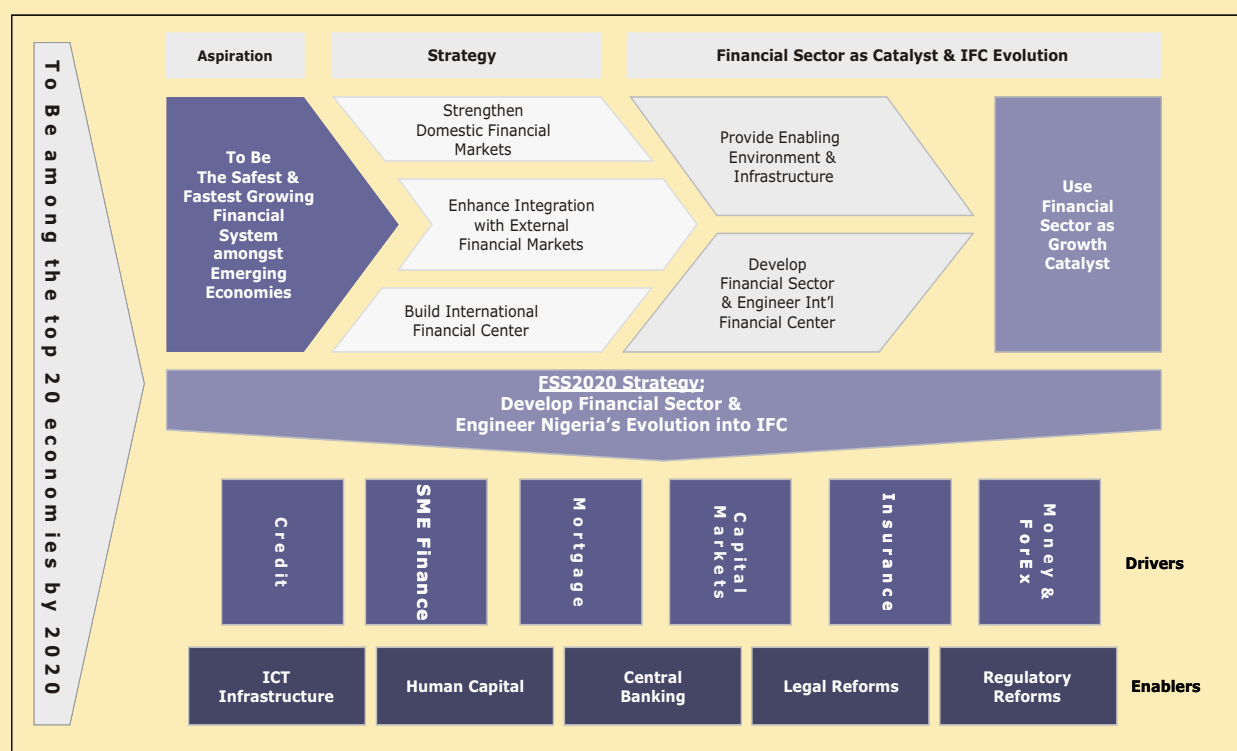 To Be among the top 20 economies by 2020
Aspiration
Strategy
Financial Sector as Catalyst & IFC Evolution
To Be
The Safest &
Fastest Growing
Financial
System
amongst
Emerging
Economies
Strengthen
Domestic Financial
Markets
Enhance Integration
with External
Financial Markets
Build International
Financial Center
Provide Enabling
Environment &
Infrastructure
Develop
Financial Sector
& Engineer Int'l
Financial Center
Use
Financial
Sector as
Growth
Catalyst
FSS2020 Strategy:
Develop Financial Sector &
Engineer Nigeria's Evolution into IFC
Credit
SME Finance
Mortgage
Capital
Markets
Insurance
Money &
ForEx
Drivers
ICT
Infrastructure
Human Capital
Central
Banking
Legal Reforms
Regulatory
Reforms
Enablers